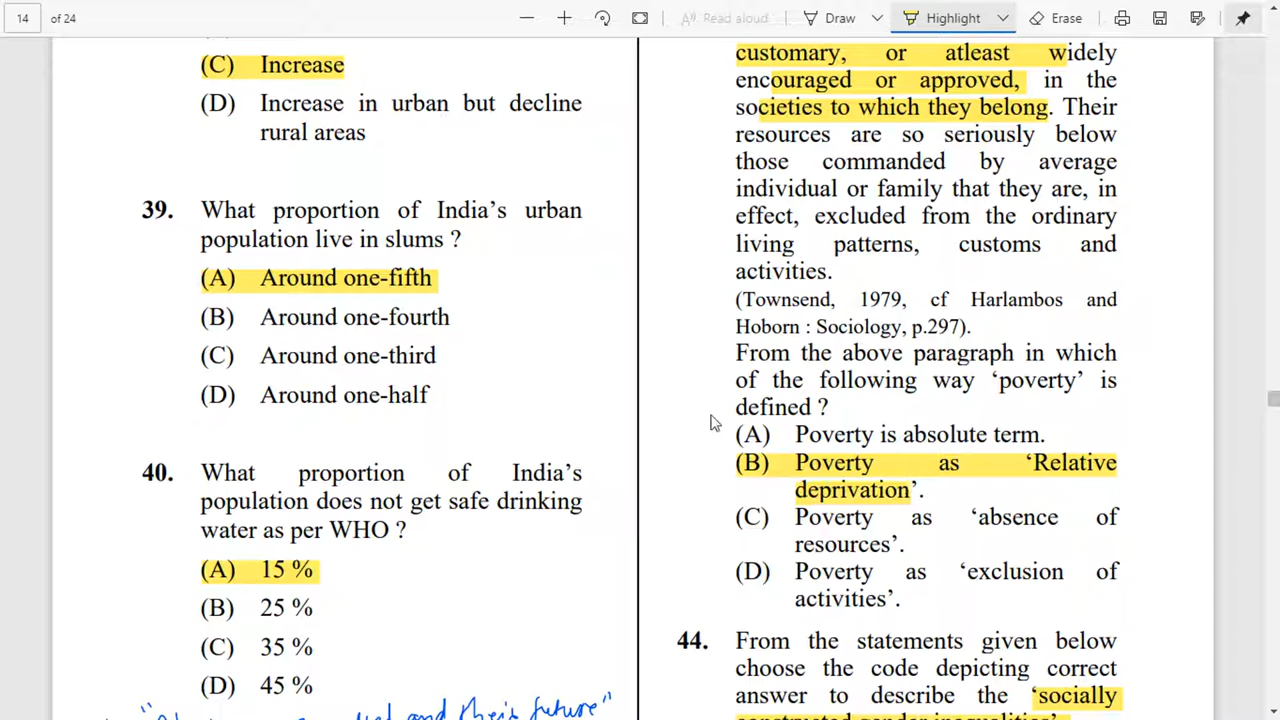 14 of 24
Read aloud
Draw
Highlight
Erase
(C) Increase
(D) Increase in urban but decline
rural areas
39. What proportion of India’s urban
population live in slums ?
(A) Around one-fifth
(B) Around one-fourth
(C) Around one-third
(D) Around one-half
40. What proportion of India’s
population does not get safe drinking
water as per WHO ?
(A) 15 %
(B) 25 %
(C) 35 %
(D) 45 %
and their future"
customary, or atleast widely
encouraged or approved, in the
societies to which they belong. Their
resources are so seriously below
those commanded by average
individual or family that they are, in
effect, excluded from the ordinary
living patterns, customs and
activities.
(Townsend, 1979, cf Harlambos and
Hoborn : Sociology, p.297).
From the above paragraph in which
of the following way ‘poverty’ is
defined ?
(A) Poverty is absolute term.
(B) Poverty as ‘Relative
deprivation’.
(C) Poverty as ‘absence of
resources’.
(D) Poverty as ‘exclusion of
activities’.
44. From the statements given below
choose the code depicting correct
answer to describe the ‘socially
constructed gender inequalities’.